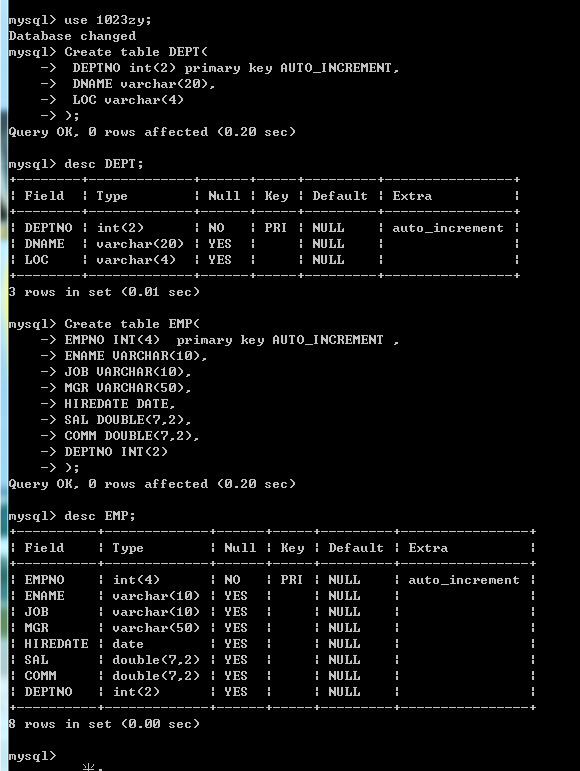 mysql> use 1023zy;
Database changed
mysql> Create table DEPT(
    ->  DEPTNO int(2) primary key AUTO_INCREMENT,
    ->  DNAME varchar(20),
    ->  LOC varchar(4)
    -> );
Query OK, 0 rows affected (0.20 sec)

mysql> desc DEPT;
+--------+-------------+------+-----+---------+----------------+
| Field  | Type        | Null | Key | Default | Extra          |
+--------+-------------+------+-----+---------+----------------+
| DEPTNO | int(2)      | NO   | PRI | NULL    | auto_increment |
| DNAME  | varchar(20) | YES  |     | NULL    |                |
| LOC    | varchar(4)  | YES  |     | NULL    |                |
+--------+-------------+------+-----+---------+----------------+
3 rows in set (0.01 sec)

mysql> Create table EMP(
    -> EMPNO INT(4)  primary key AUTO_INCREMENT ,
    -> ENAME VARCHAR(10),
    -> JOB VARCHAR(10),
    -> MGR VARCHAR(50),
    -> HIREDATE DATE,
    -> SAL DOUBLE(7,2),
    -> COMM DOUBLE(7,2),
    -> DEPTNO INT(2)
    -> );
Query OK, 0 rows affected (0.20 sec)

mysql> desc EMP;
+----------+-------------+------+-----+---------+----------------+
| Field    | Type        | Null | Key | Default | Extra          |
+----------+-------------+------+-----+---------+----------------+
| EMPNO    | int(4)      | NO   | PRI | NULL    | auto_increment |
| ENAME    | varchar(10) | YES  |     | NULL    |                |
| JOB      | varchar(10) | YES  |     | NULL    |                |
| MGR      | varchar(50) | YES  |     | NULL    |                |
| HIREDATE | date        | YES  |     | NULL    |                |
| SAL      | double(7,2) | YES  |     | NULL    |                |
| COMM     | double(7,2) | YES  |     | NULL    |                |
| DEPTNO   | int(2)      | YES  |     | NULL    |                |
+----------+-------------+------+-----+---------+----------------+
8 rows in set (0.00 sec)

mysql>